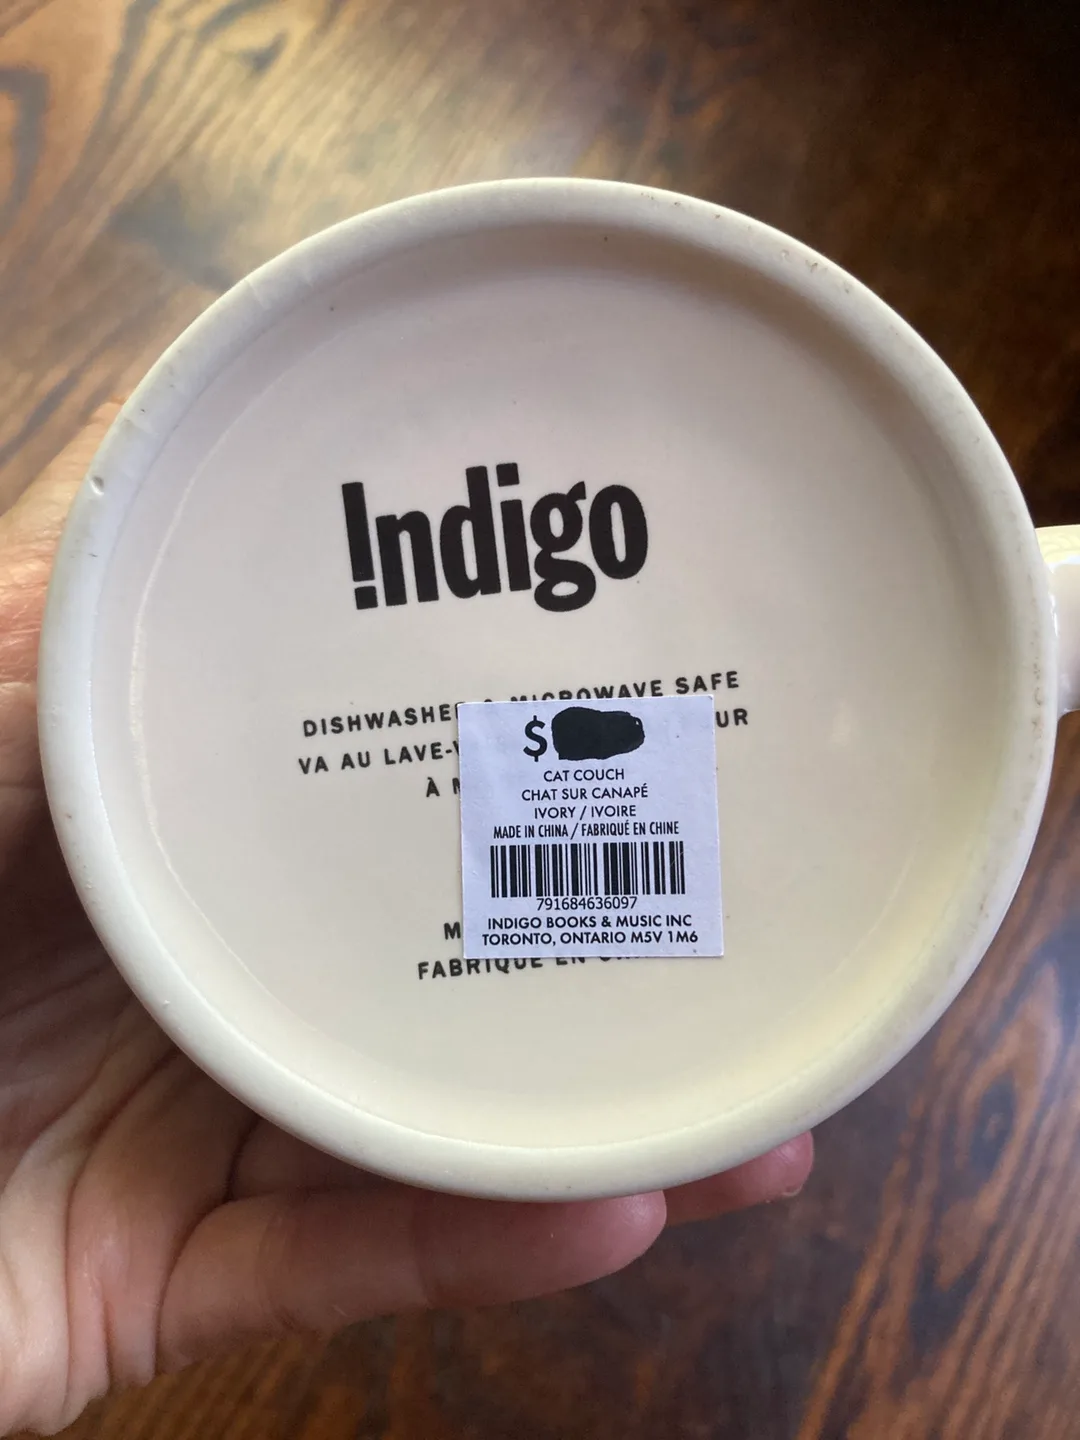 Indigo
DISHWASHE MICROWAVE SAFE
VA AU LAVE- UR
À
$
CAT COUCH
CHAT SUR CANAPÉ
IVORY / IVOIRE
MADE IN CHINA / FABRIQUÉ EN CHINE
791684636097
INDIGO BOOKS & MUSIC INC
TORONTO, ONTARIO M5V 1M6
M
FABRIQUÉ EN